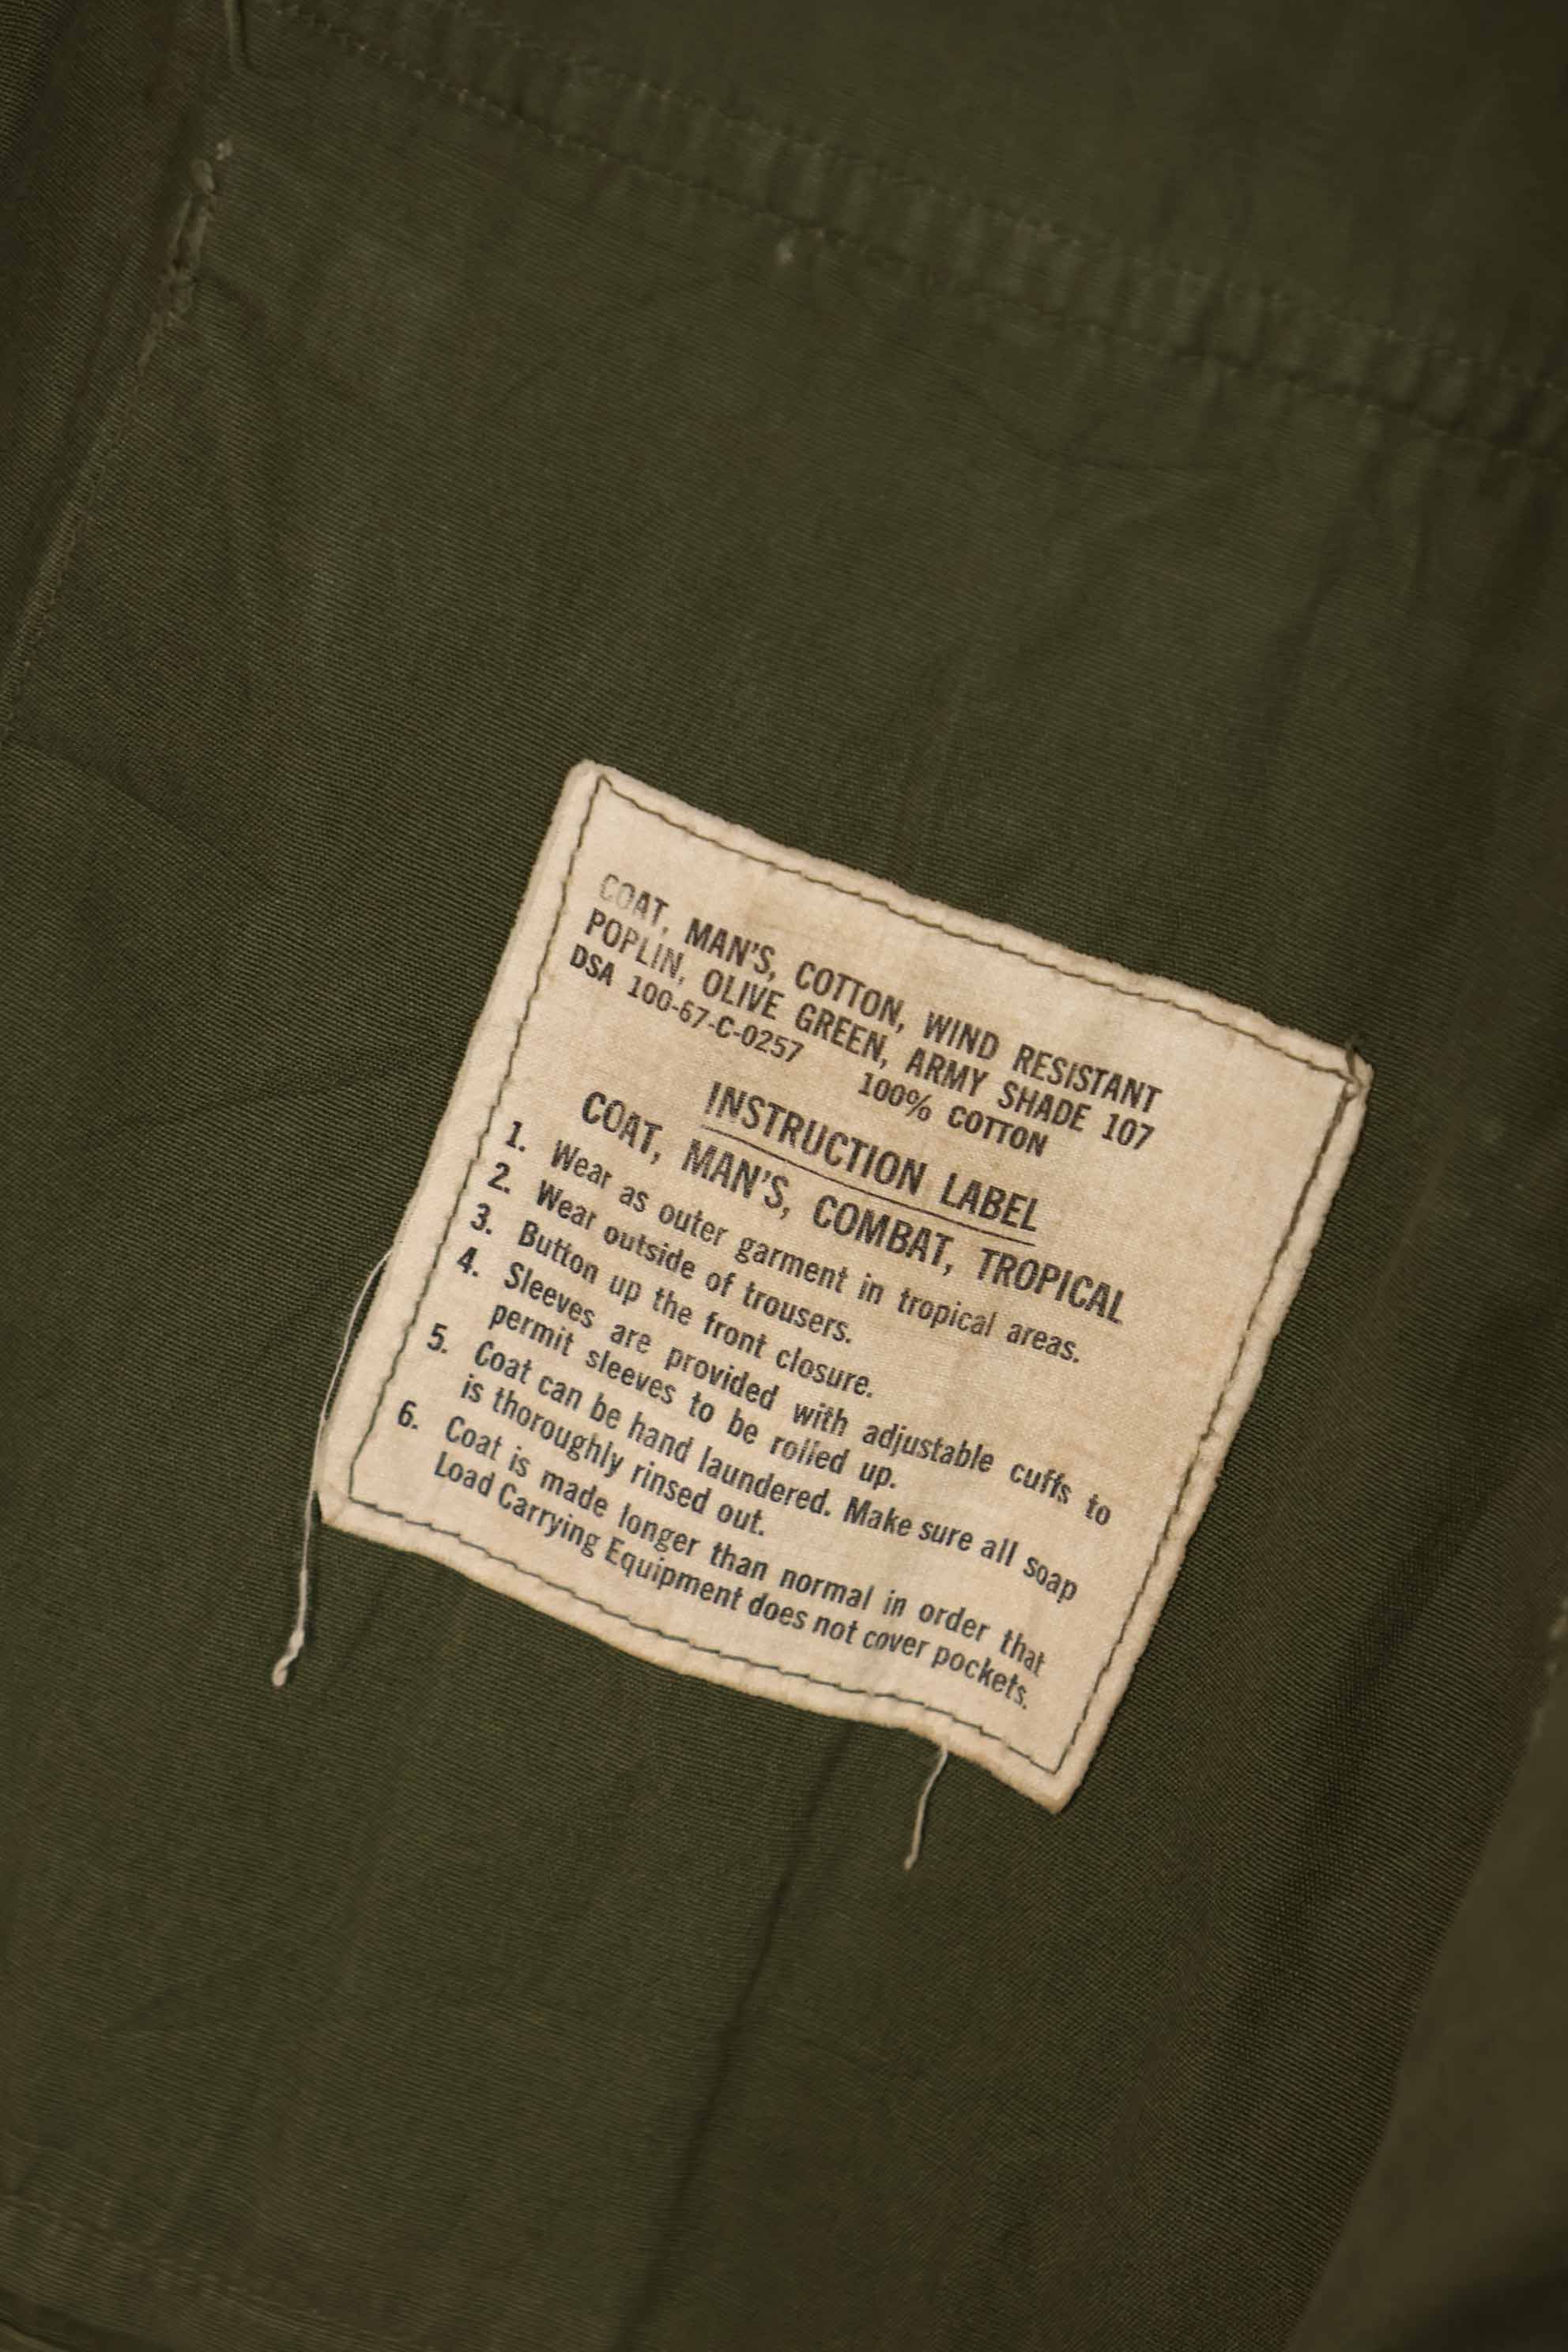 COAT, MAN'S, COTTON, WIND RESISTANT
POPLIN, OLIVE GREEN, ARMY SHADE 107
DSA 100-67-C-0257 100% COTTON
INSTRUCTION LABEL
COAT, MAN'S, COMBAT, TROPICAL
1. Wear as outer garment in tropical areas.
2. Wear outside of trousers.
3. Button up the front closure.
4. Sleeves are provided with adjustable cuffs to
permit sleeves to be rolled up.
5. Coat can be hand laundered. Make sure all soap
is thoroughly rinsed out.
6. Coat is made longer than normal in order that
Load Carrying Equipment does not cover pockets.